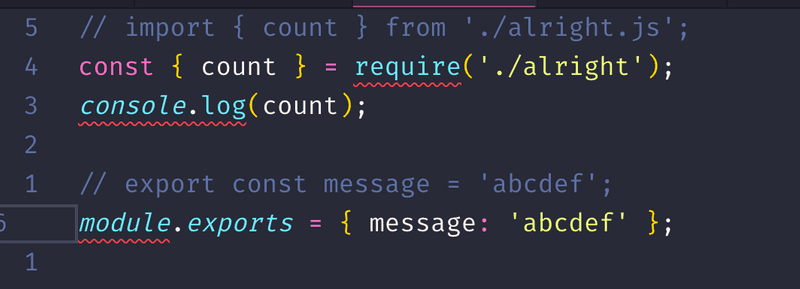 5 // import { count } from './alright.js';
4 const { count } = require('./alright');
3 console.log(count);
2
1 // export const message = 'abcdef';
6 module.exports = { message: 'abcdef' };
1